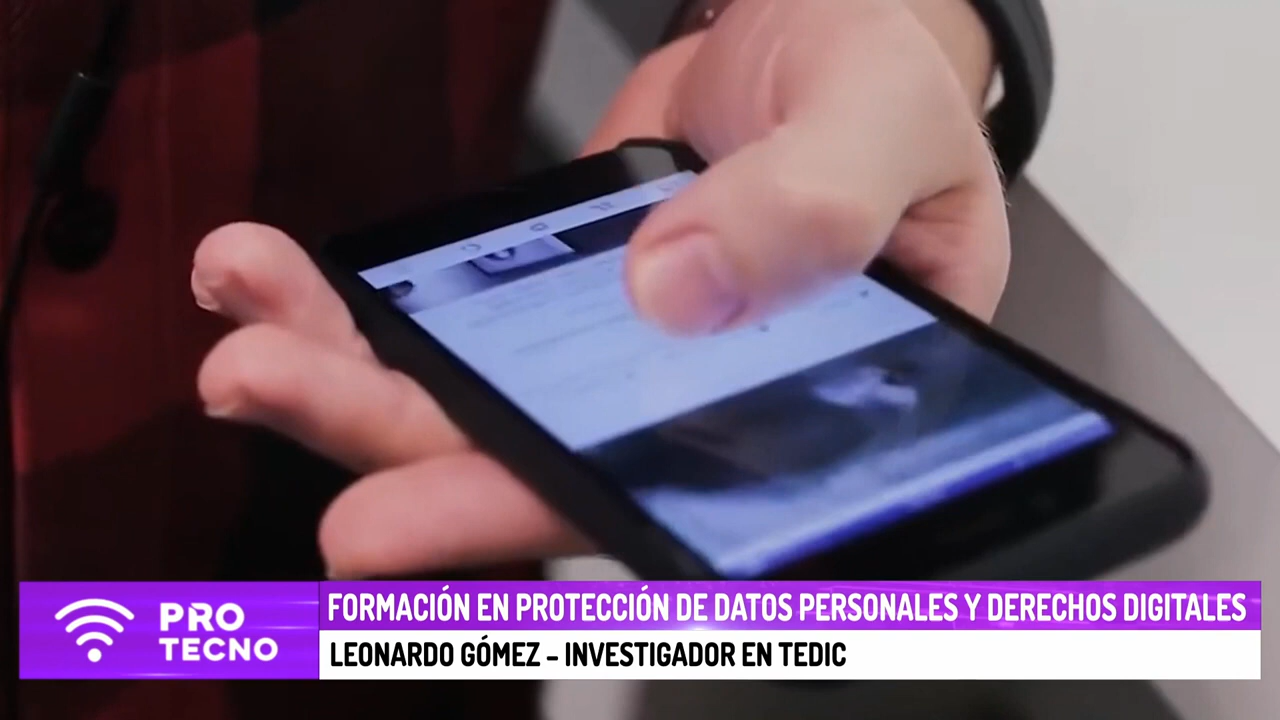 PRO
TECNO
FORMACIÓN EN PROTECCIÓN DE DATOS PERSONALES Y DERECHOS DIGITALES
LEONARDO GÓMEZ – INVESTIGADOR EN TEDIC